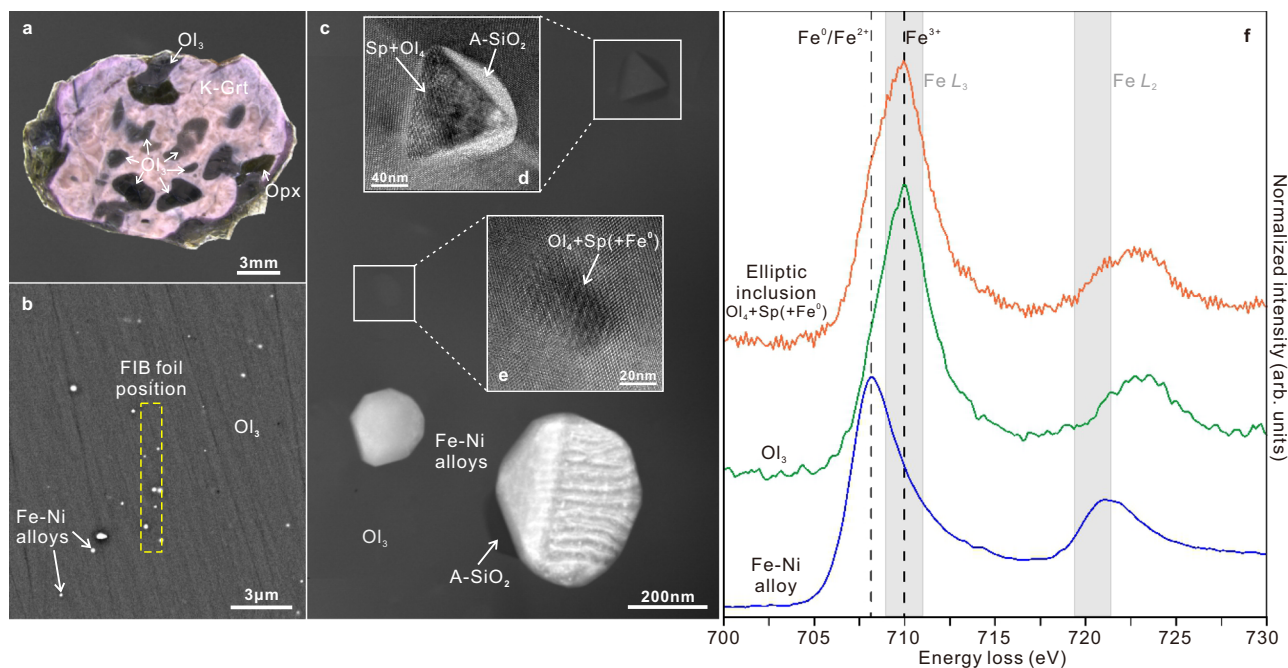 a
Ol₃
K-Grt
Ol₃
Opx
3mm
b
FIB foil
position
Ol₃
Fe-Ni
alloys
3μm
c
Sp+Ol₄
A-SiO₂
40nm
d
Ol₄+Sp(+Fe⁰)
e
20nm
Fe-Ni
alloys
Ol₃
A-SiO₂
200nm
Fe⁰/Fe²⁺
Fe³⁺
f
Fe L₃
Fe L₂
Elliptic
inclusion
Ol₄+Sp(+Fe⁰)
Ol₃
Fe-Ni
alloy
700 705 710 715 720 725 730
Energy loss (eV)
Normalized intensity (arb. units)